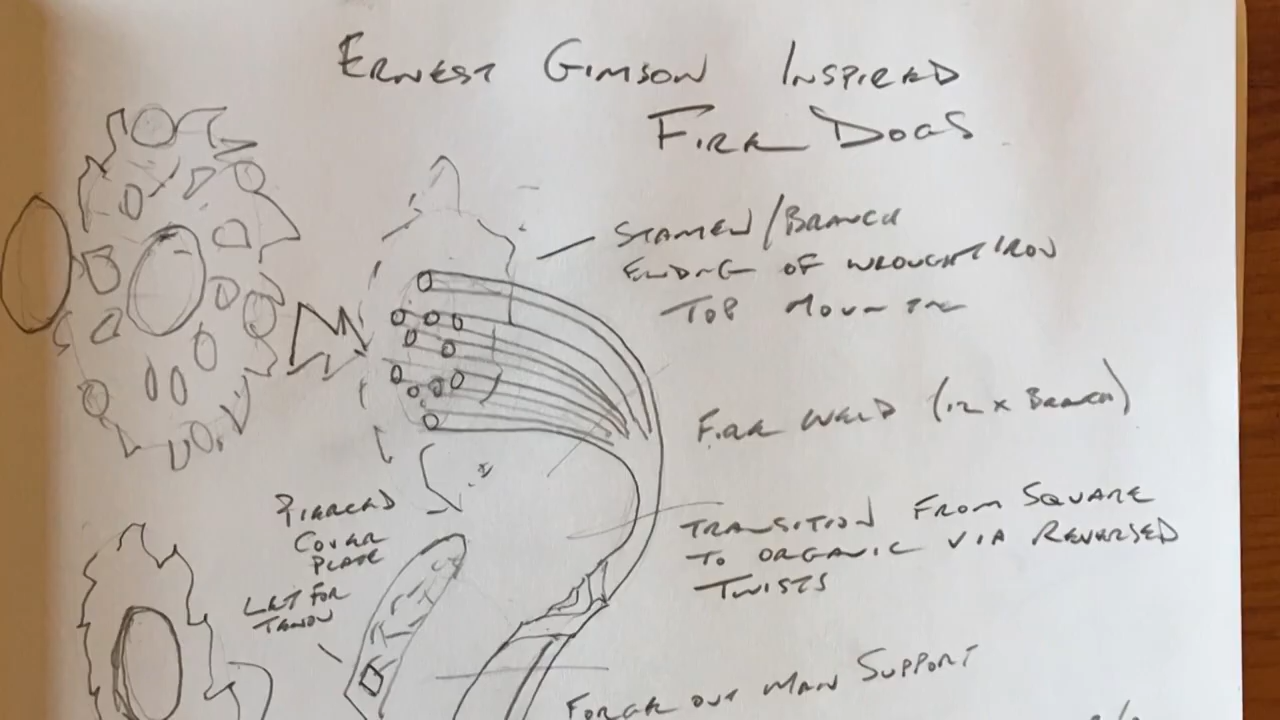 ERNEST GIMSON INSPIRED
FIRE DOGS
STAMEN/BRANCH
ENDING OF WROUGHT IRON
TOP MOUNTING
FIRE WELD (12 x BRANCH)
TRANSITION FROM SQUARE
TO ORGANIC VIA REVERSED
TWISTS
PIERCED
COVER
PLATE
LET FOR
TENON
FORGE OUT MAIN SUPPORT